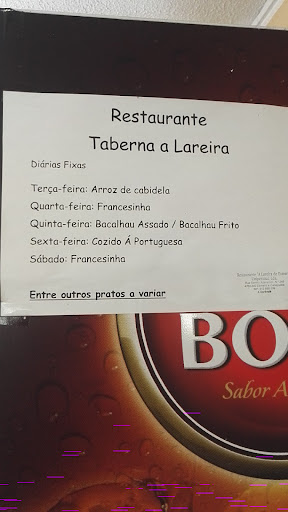 Restaurante
Taberna a Lareira
Diárias Fixas
Terça-feira: Arroz de cabidela
Quarta-feira: Francesinha
Quinta-feira: Bacalhau Assado / Bacalhau Frito
Sexta-feira: Cozido Á Portuguesa
Sábado: Francesinha
Entre outros pratos a variar
BO
Sabor A